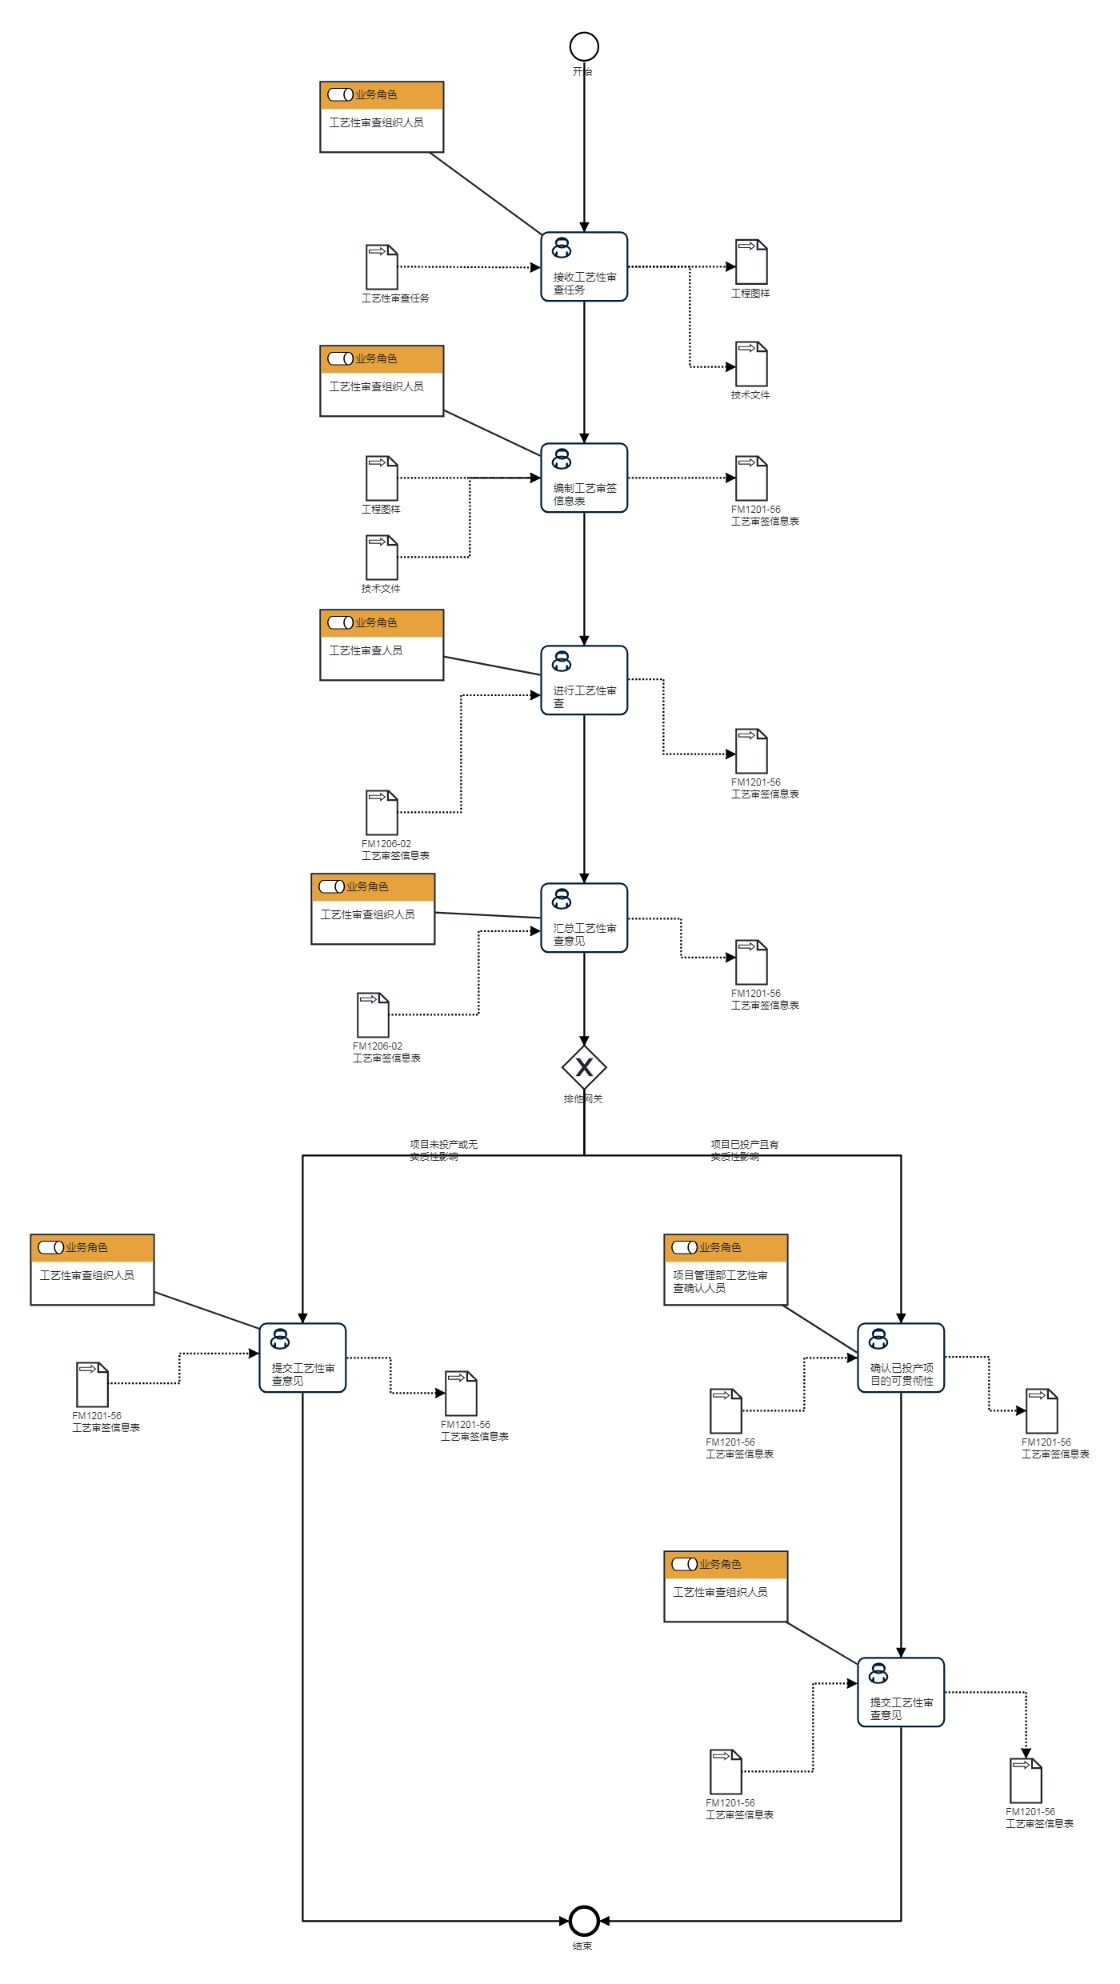 开始
业务角色
工艺性审查组织人员
接收工艺性审
查任务
工艺性审查任务
工程图样
技术文件
业务角色
工艺性审查组织人员
编制工艺审签
信息表
工程图样
技术文件
FM1201-56
工艺审签信息表
业务角色
工艺性审查人员
进行工艺性审
查
FM1206-02
工艺审签信息表
FM1201-56
工艺审签信息表
业务角色
工艺性审查组织人员
汇总工艺性审
查意见
FM1206-02
工艺审签信息表
FM1201-56
工艺审签信息表
X
排他网关
项目未投产或无
实质性影响
项目已投产且有
实质性影响
业务角色
工艺性审查组织人员
提交工艺性审
查意见
FM1201-56
工艺审签信息表
FM1201-56
工艺审签信息表
业务角色
项目管理部工艺性审
查确认人员
确认已投产项
目的可贯彻性
FM1201-56
工艺审签信息表
FM1201-56
工艺审签信息表
业务角色
工艺性审查组织人员
提交工艺性审
查意见
FM1201-56
工艺审签信息表
FM1201-56
工艺审签信息表
结束